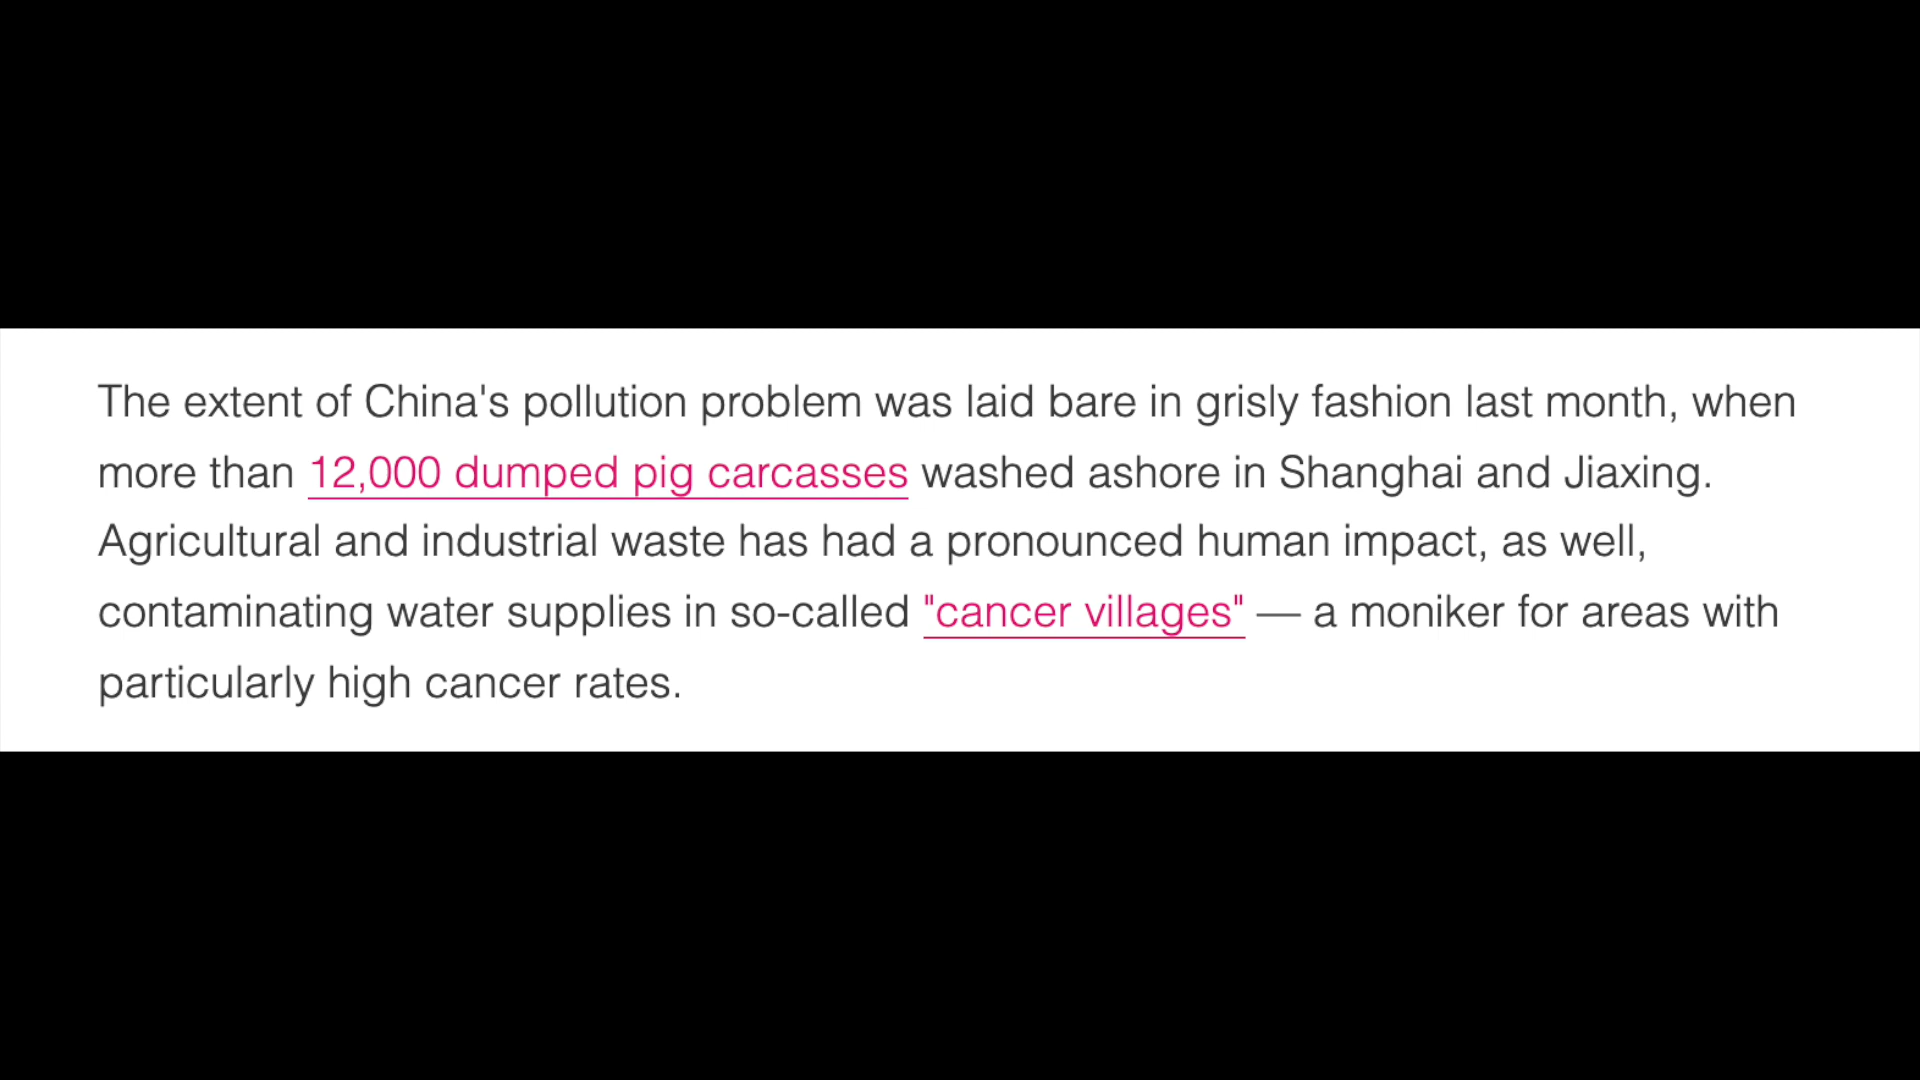 The extent of China's pollution problem was laid bare in grisly fashion last month, when
more than 12,000 dumped pig carcasses washed ashore in Shanghai and Jiaxing.
Agricultural and industrial waste has had a pronounced human impact, as well,
contaminating water supplies in so-called "cancer villages" — a moniker for areas with
particularly high cancer rates.